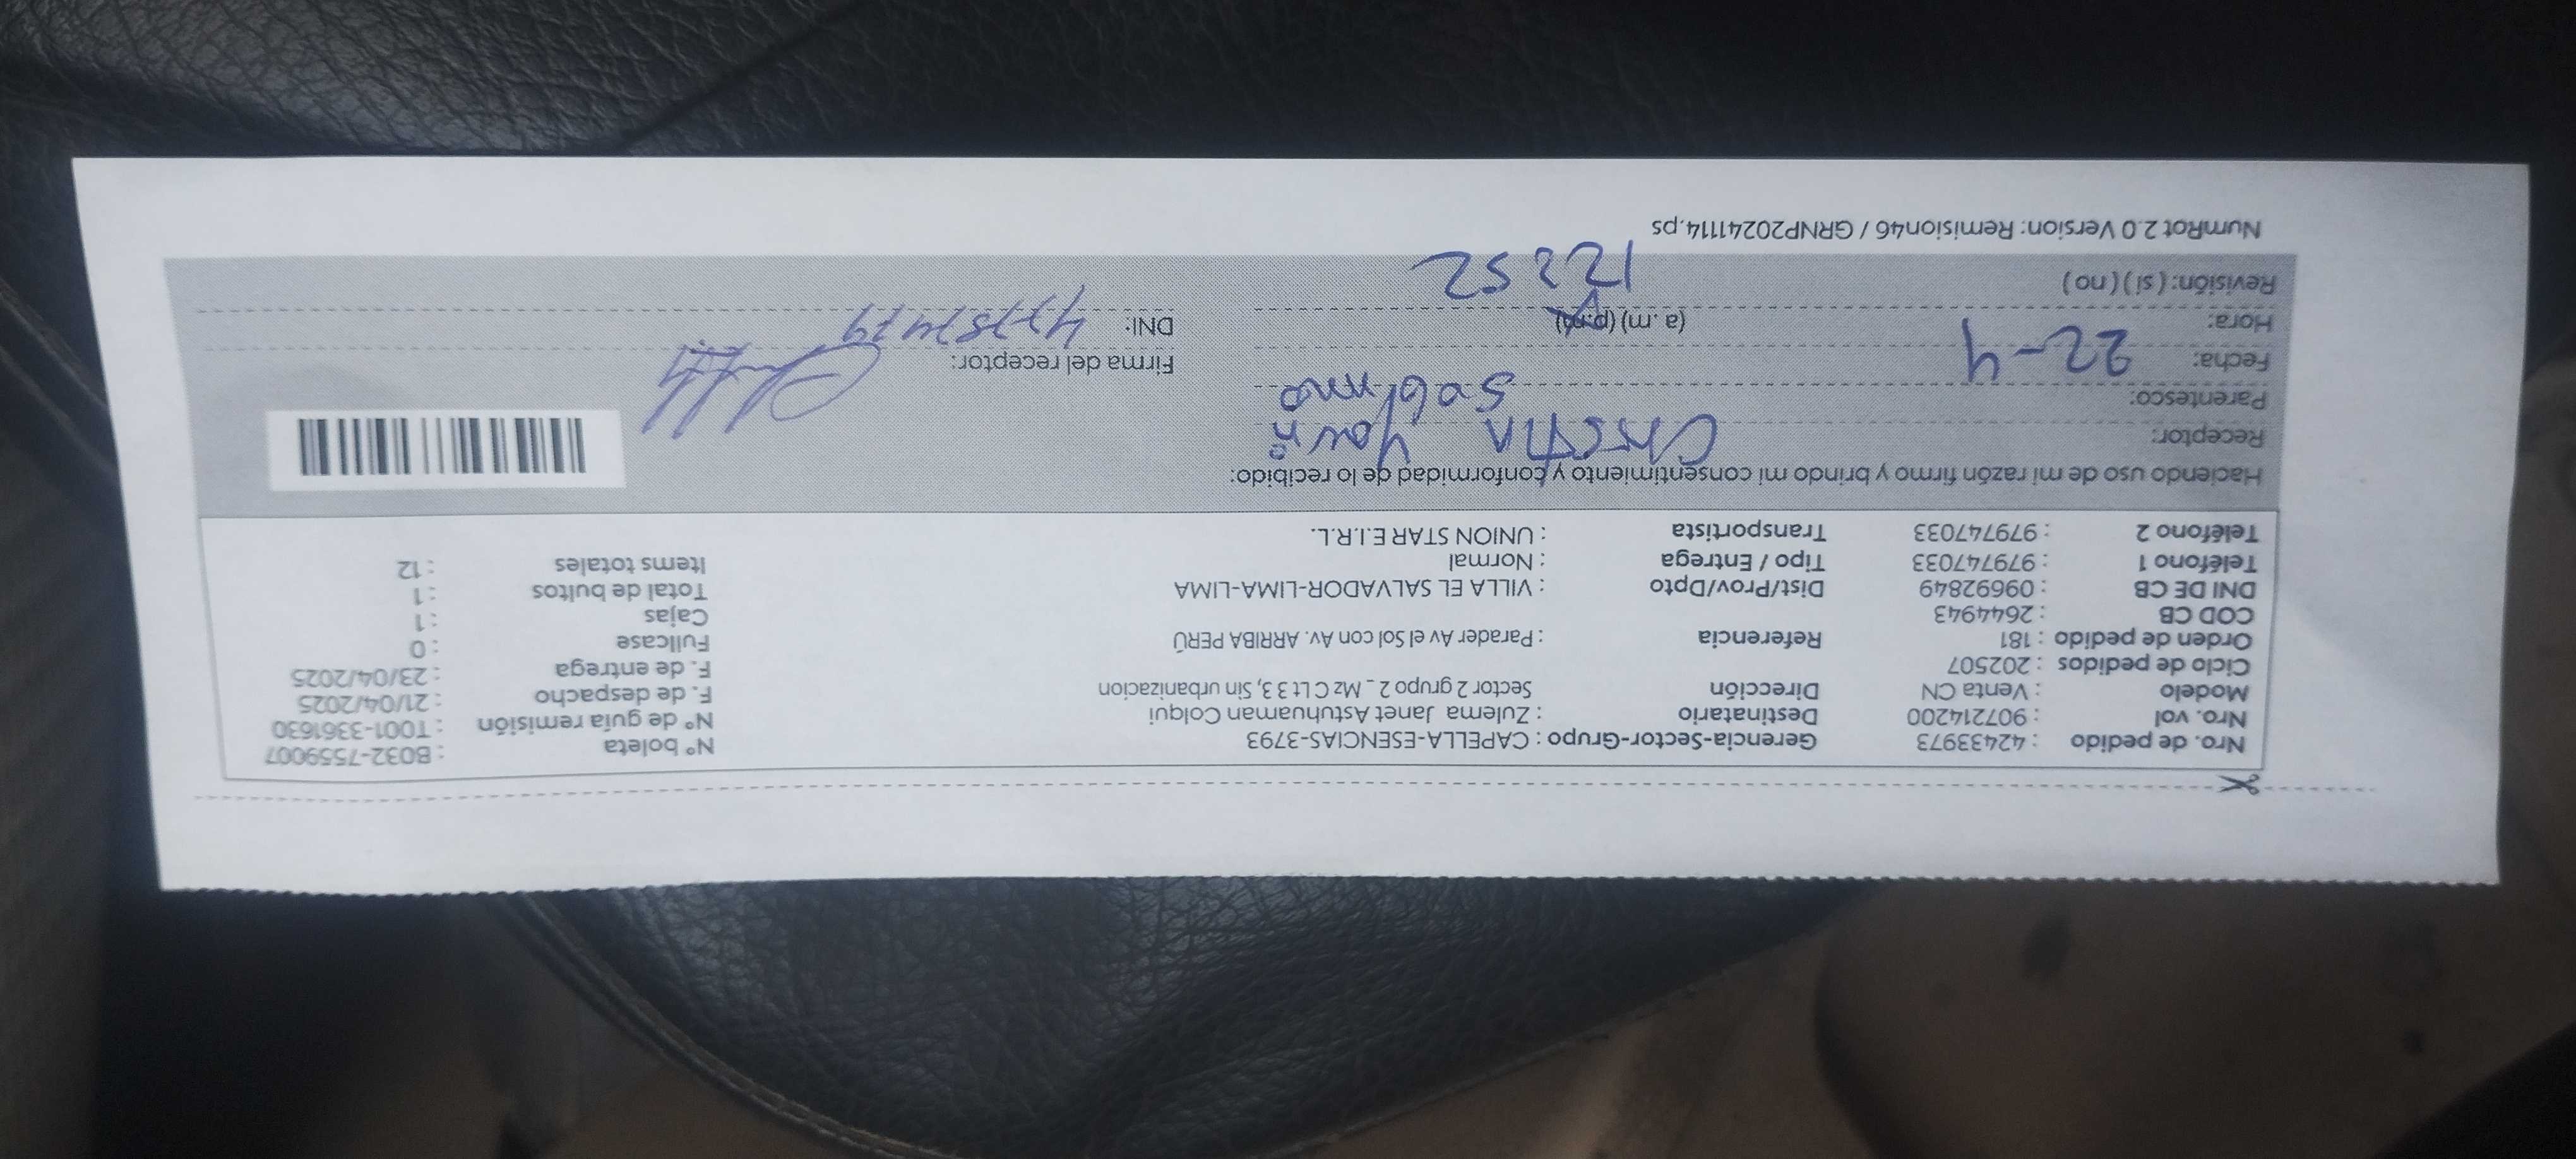 Nro. de pedido : 42433973 Gerencia-Sector-Grupo : CAPELLA-ESENCIAS-3793 N° boleta : B032-7559007
Nro. vol : 907214200 Destinatario : Zulema Janet Astuhuaman Colqui N° de guía remisión : T001-3361630
Modelo : Venta CN Dirección Sector 2 grupo 2 _ Mz C Lt 3 3, Sin urbanizacion F. de despacho : 21/04/2025
Ciclo de pedidos : 202507 F. de entrega : 23/04/2025
Orden de pedido : 181 Referencia : Parader Av el Sol con Av. ARRIBA PERÚ Fullcase : 0
COD CB : 2644943 Cajas : 1
DNI DE CB : 09692849 Dist/Prov/Dpto : VILLA EL SALVADOR-LIMA-LIMA Total de bultos : 1
Teléfono 1 : 979747033 Tipo / Entrega : Normal Items totales : 12
Teléfono 2 : 979747033 Transportista : UNION STAR E.I.R.L.
Haciendo uso de mi razón firmo y brindo mi consentimiento y conformidad de lo recibido:
Receptor:
Parentesco: Sobrino
Fecha: 22-4 Firma del receptor:
Hora: (a. m) (p.m) DNI:
Revisión: ( si ) ( no ) 12252
NumRot 2.0 Version: Remision46 / GRNP20241114.ps